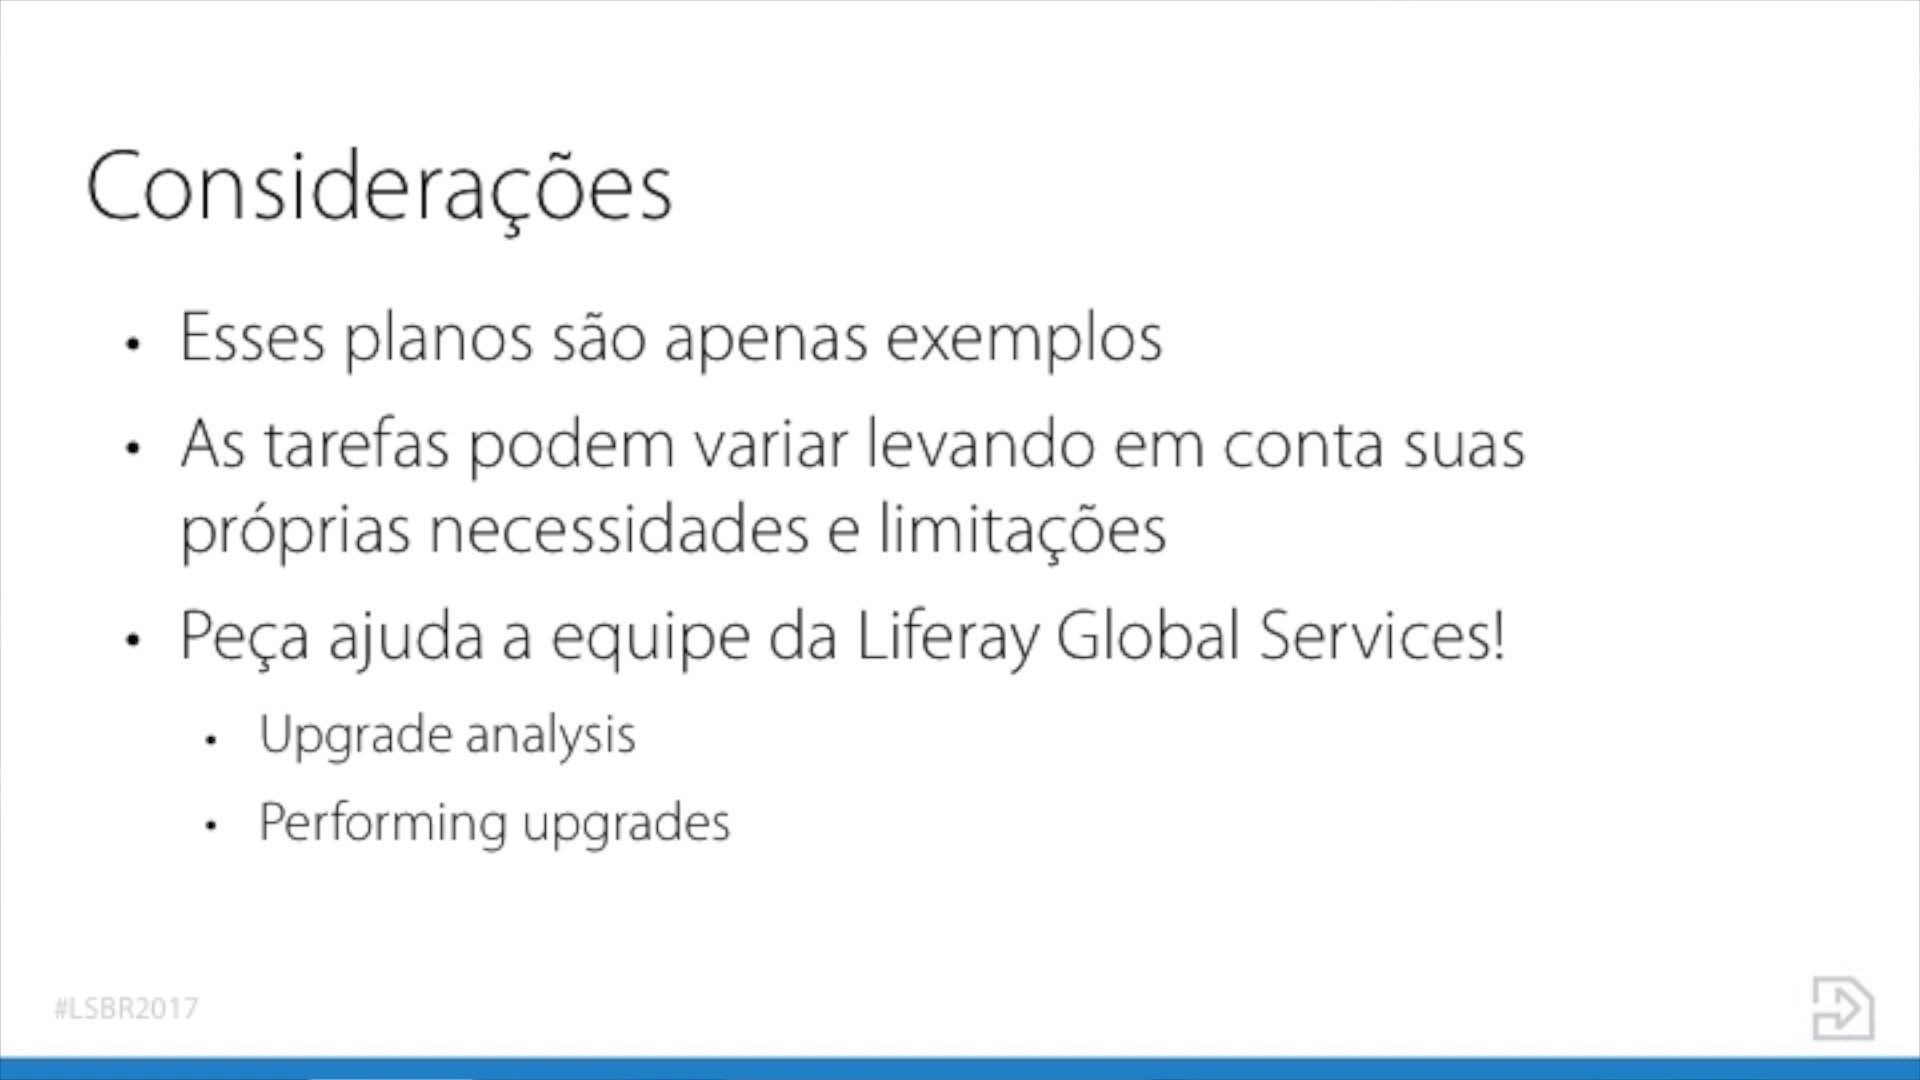 Considerações
• Esses planos são apenas exemplos
• As tarefas podem variar levando em conta suas
próprias necessidades e limitações
• Peça ajuda a equipe da Liferay Global Services!
• Upgrade analysis
• Performing upgrades
#LSBR2017